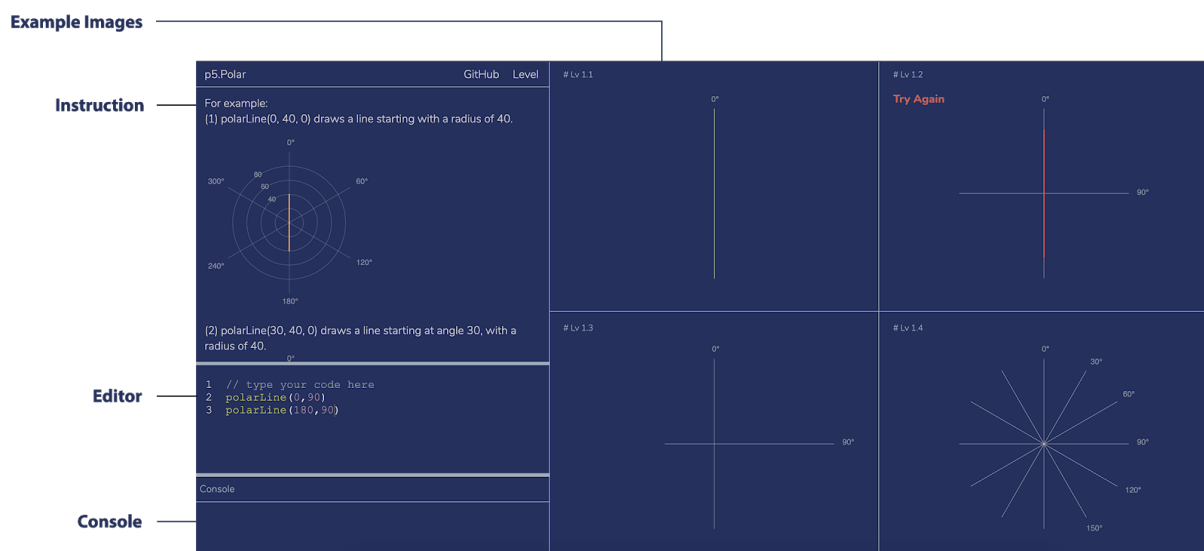 Example Images
Instruction
Editor
Console
p5.Polar
GitHub Level
For example:
(1) polarLine(0, 40, 0) draws a line starting with a radius of 40.
0°
300°
60°
80
60
40
240°
120°
180°
(2) polarLine(30, 40, 0) draws a line starting at angle 30, with a
radius of 40.
0°
1 // type your code here
2 polarLine(0,90)
3 polarLine(180,90)
Console
# Lv 1.1
0°
# Lv 1.2
Try Again
0°
90°
# Lv 1.3
0°
90°
# Lv 1.4
0°
30°
60°
90°
120°
150°